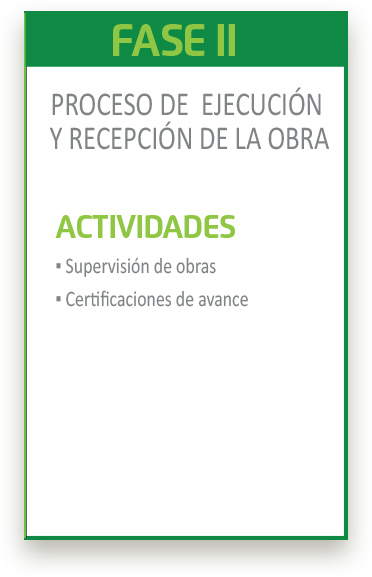 FASE II
PROCESO DE EJECUCIÓN
Y RECEPCIÓN DE LA OBRA
ACTIVIDADES
▪ Supervisión de obras
▪ Certificaciones de avance